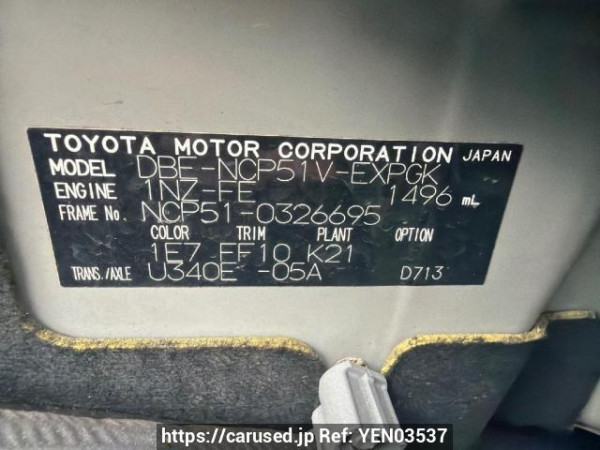 TOYOTA MOTOR CORPORATION JAPAN
MODEL DBE-NCP51V-EXPGK
ENGINE 1NZ-FE 1496 mL
FRAME No. NCP51-0326695
COLOR TRIM PLANT OPTION
1E7 FF10 K21
TRANS./AXLE U340E -05A D713
https://carused.jp Ref: YEN03537